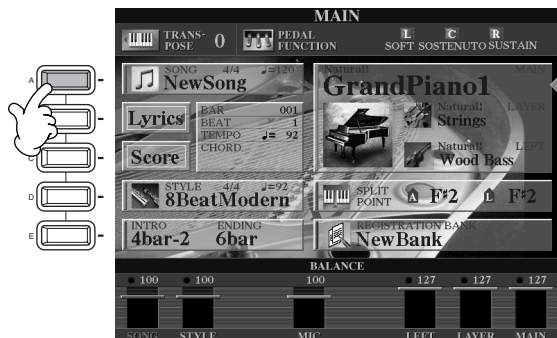 MAIN
TRANS-
POSE 0 PEDAL
FUNCTION L C R
SOFT SOSTENUTO SUSTAIN
A
C
D
E
SONG 4/4 ♩=120
NewSong
Lyrics
Score
BAR 001
BEAT 1
TEMPO ♩= 92
CHORD
STYLE 4/4 ♩=92
8BeatModern
INTRO ENDING
4bar-2 6bar
Natural! MAIN
GrandPiano1
Natural! LAYER
Strings
Natural! LEFT
Wood Bass
SPLIT
POINT A F#2 L F#2
REGISTRATION BANK
NewBank
BALANCE
100 100 100 127 127 127
SONG STYLE MIC LEFT LAYER MAIN